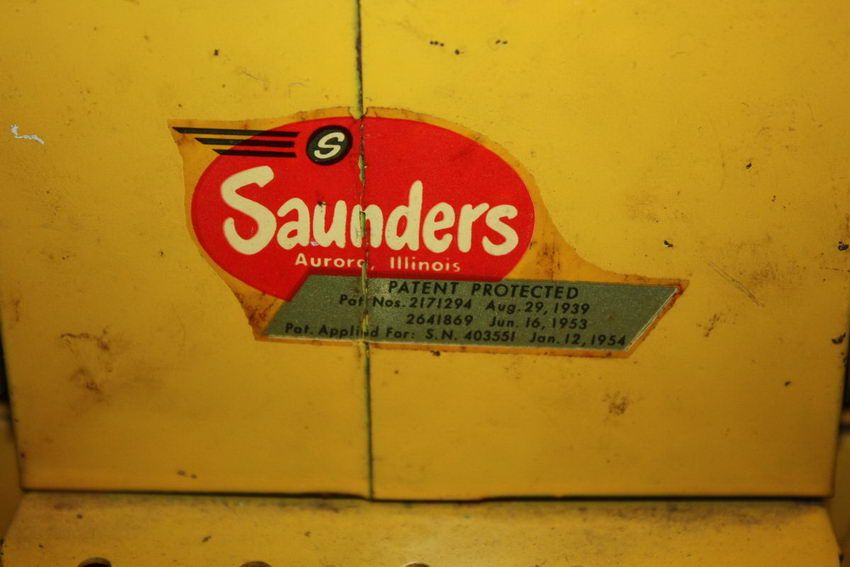 S
Saunders
Aurora, Illinois
PATENT PROTECTED
Pat. Nos. 2171294 Aug. 29, 1939
2641869 Jun. 16, 1953
Pat. Applied For: S.N. 403551 Jan. 12, 1954